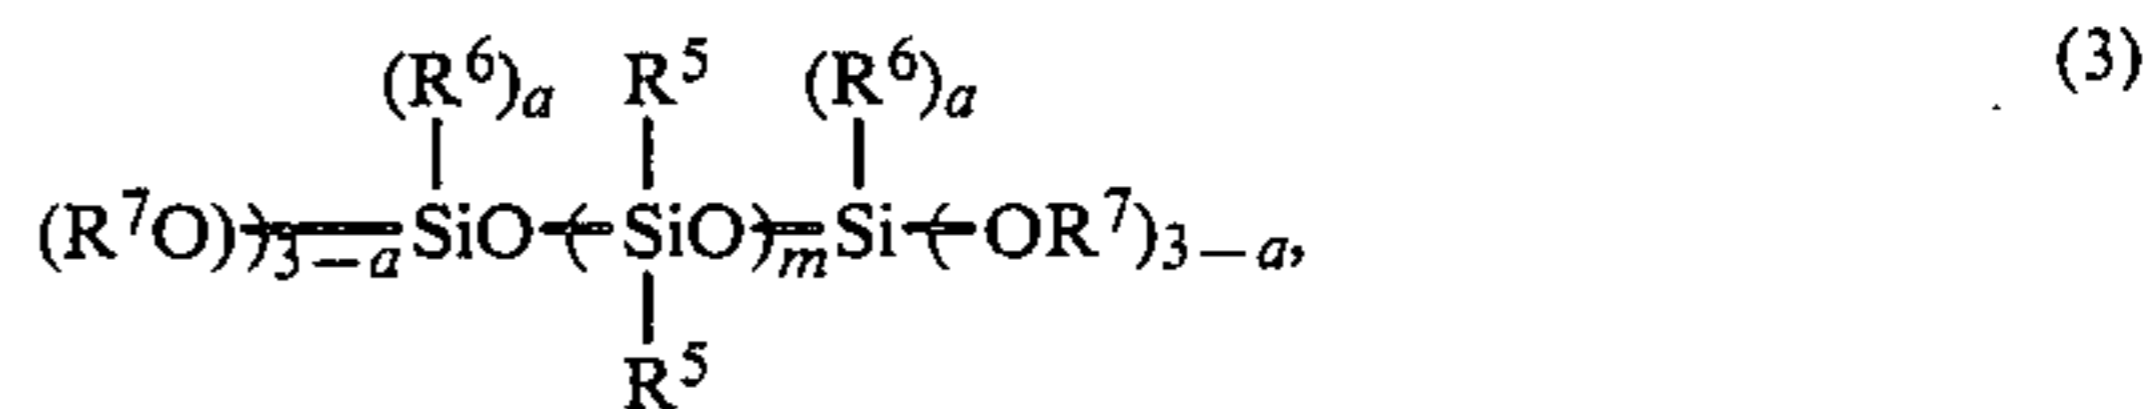 (R⁶)ₐ R⁵ (R⁶)ₐ (3)
(R⁷O))₃₋ₐSiO(SiO)ₘSi(OR⁷)₃₋ₐ,
R⁵